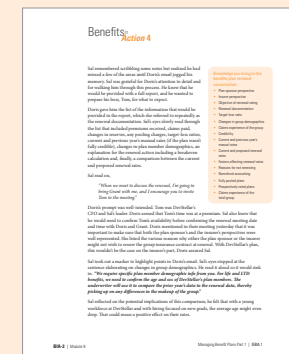 Benefits in
Action 4
Sal remembered scribbling some notes but realized he had
missed a few of the areas until Dorit's email jogged his
memory. Sal was grateful for Dorit's attention to detail and
for walking him through this process. He knew that he
would be provided with a full report, and he wanted to
prepare his boss, Tom, for what to expect.
Dorit gave him the list of the information that would be
provided in the report, which she referred to repeatedly as
the renewal documentation. Sal's eyes slowly read through
the list that included premiums received, claims paid,
changes in reserves, any pooling charges, target-loss ratios,
current and previous year's manual rates (if the plan wasn't
fully credible), changes to plan member demographics, an
explanation for the renewal action including a breakeven
calculation and, finally, a comparison between the current
and proposed renewal rates.
Sal read on,
"When we meet to discuss the renewal, I'm going to
bring Grant with me, and I encourage you to invite
Tom to the meeting."
Dorit's prompt was well-intended. Tom was DevStellar's
CFO and Sal's leader. Dorit assured that Tom's time was at a premium. Sal also knew that
he would need to confirm Tom's availability before confirming the renewal meeting date
and time with Dorit and Grant. Dorit mentioned in their meeting yesterday that it was
important to make sure that both the plan sponsor's and the insurer's perspectives were
well represented. She listed the various reasons why either the plan sponsor or the insurer
might not wish to renew the group insurance contract at renewal. With DevStellar's plan,
this wouldn't be the case on the insurer's part, Dorit assured Sal.
Sal took out a marker to highlight points in Dorit's email. Sal's eyes stopped at the
sentence elaborating on changes in group demographics. He read it aloud so it would sink
in. "We require specific plan member demographic info from you. For life and LTD
benefits, we need to confirm the age and sex of DevStellar's plan members. The
underwriter will use it to compare the prior year's data to the renewal data, thereby
picking up on any differences in the makeup of the group."
Sal reflected on the potential implications of this comparison; he felt that with a young
workforce at DevStellar and with hiring focused on new grads, the average age might even
drop. That could mean a positive effect on their rates.
Knowledge you bring to the
benefits plan renewal
Plan sponsor perspective
Insurer perspective
Objective of renewal rating
Renewal documentation
Target loss ratio
Changes in group demographics
Claims experience of the group
Credibility
Current and previous year's
manual rates
Current and proposed renewal
rates
Factors affecting renewal rates
Reasons for not renewing
Fully pooled plans
Prospectively rated plans
Claims experience of the
total group
BIA-2 | Module 8
Managing Benefit Plans Part 1 | GBA 1